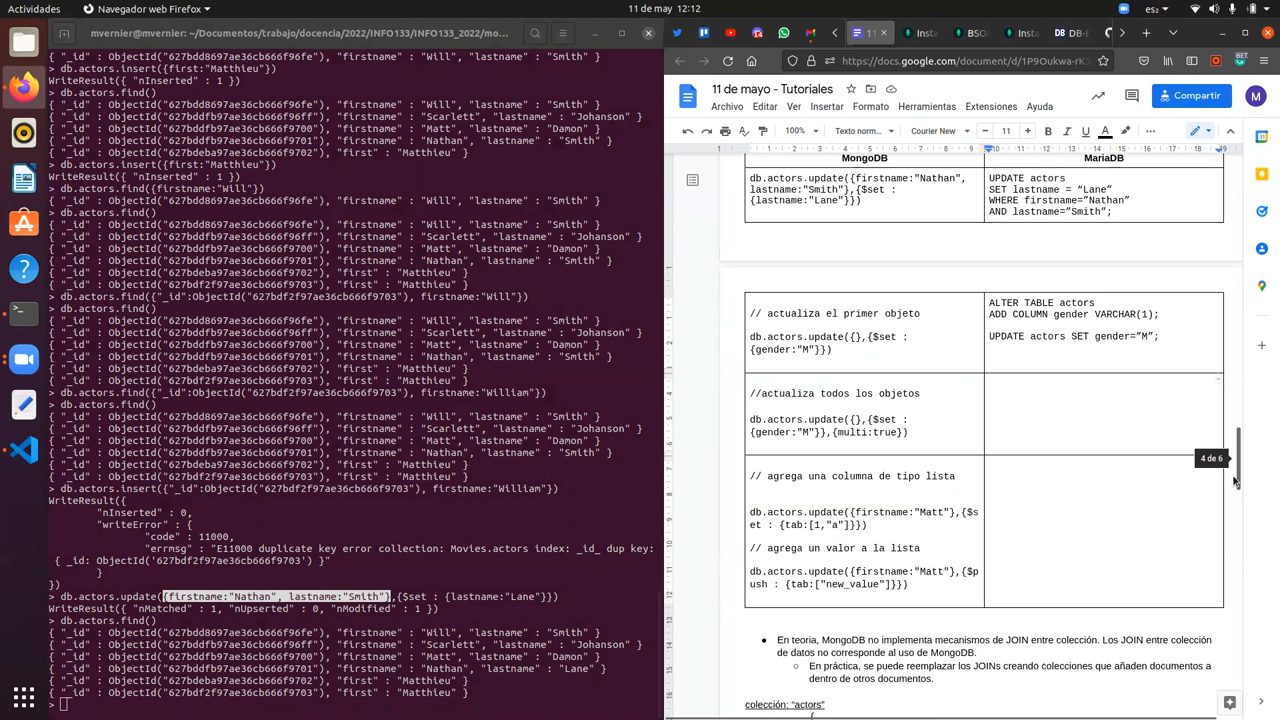 Actividades
Navegador web Firefox
11 de mayo 12:12
es₂
mvernier@mvernier: ~/Documentos/trabajo/docencia/2022/INFO133/INFO133_2022/mo...
{ "_id" : ObjectId("627bdd8697ae36cb666f96fe"), "firstname" : "Will", "lastname" : "Smith" }
> db.actors.insert({first:"Matthieu"})
WriteResult({ "nInserted" : 1 })
> db.actors.find()
{ "_id" : ObjectId("627bdd8697ae36cb666f96fe"), "firstname" : "Will", "lastname" : "Smith" }
{ "_id" : ObjectId("627bddfb97ae36cb666f96ff"), "firstname" : "Scarlett", "lastname" : "Johanson" }
{ "_id" : ObjectId("627bddfb97ae36cb666f9700"), "firstname" : "Matt", "lastname" : "Damon" }
{ "_id" : ObjectId("627bddfb97ae36cb666f9701"), "firstname" : "Nathan", "lastname" : "Smith" }
{ "_id" : ObjectId("627bdeba97ae36cb666f9702"), "first" : "Matthieu" }
> db.actors.insert({first:"Matthieu"})
WriteResult({ "nInserted" : 1 })
> db.actors.find({firstname:"Will"})
> db.actors.find()
{ "_id" : ObjectId("627bdd8697ae36cb666f96fe"), "firstname" : "Will", "lastname" : "Smith" }
{ "_id" : ObjectId("627bddfb97ae36cb666f96ff"), "firstname" : "Scarlett", "lastname" : "Johanson" }
{ "_id" : ObjectId("627bddfb97ae36cb666f9700"), "firstname" : "Matt", "lastname" : "Damon" }
{ "_id" : ObjectId("627bddfb97ae36cb666f9701"), "firstname" : "Nathan", "lastname" : "Smith" }
{ "_id" : ObjectId("627bdeba97ae36cb666f9702"), "first" : "Matthieu" }
{ "_id" : ObjectId("627bdf2f97ae36cb666f9703"), "first" : "Matthieu" }
> db.actors.find({"_id":ObjectId("627bdf2f97ae36cb666f9703"), firstname:"Will"})
> db.actors.find()
{ "_id" : ObjectId("627bdd8697ae36cb666f96fe"), "firstname" : "Will", "lastname" : "Smith" }
{ "_id" : ObjectId("627bddfb97ae36cb666f96ff"), "firstname" : "Scarlett", "lastname" : "Johanson" }
{ "_id" : ObjectId("627bddfb97ae36cb666f9700"), "firstname" : "Matt", "lastname" : "Damon" }
{ "_id" : ObjectId("627bddfb97ae36cb666f9701"), "firstname" : "Nathan", "lastname" : "Smith" }
{ "_id" : ObjectId("627bdeba97ae36cb666f9702"), "first" : "Matthieu" }
{ "_id" : ObjectId("627bdf2f97ae36cb666f9703"), "first" : "Matthieu" }
> db.actors.find({"_id":ObjectId("627bdf2f97ae36cb666f9703"), firstname:"William"})
> db.actors.find()
{ "_id" : ObjectId("627bdd8697ae36cb666f96fe"), "firstname" : "Will", "lastname" : "Smith" }
{ "_id" : ObjectId("627bddfb97ae36cb666f96ff"), "firstname" : "Scarlett", "lastname" : "Johanson" }
{ "_id" : ObjectId("627bddfb97ae36cb666f9700"), "firstname" : "Matt", "lastname" : "Damon" }
{ "_id" : ObjectId("627bddfb97ae36cb666f9701"), "firstname" : "Nathan", "lastname" : "Smith" }
{ "_id" : ObjectId("627bdeba97ae36cb666f9702"), "first" : "Matthieu" }
{ "_id" : ObjectId("627bdf2f97ae36cb666f9703"), "first" : "Matthieu" }
> db.actors.insert({"_id":ObjectId("627bdf2f97ae36cb666f9703"), firstname:"William"})
WriteResult({
"nInserted" : 0,
"writeError" : {
"code" : 11000,
"errmsg" : "E11000 duplicate key error collection: Movies.actors index: _id_ dup key:
{ _id: ObjectId('627bdf2f97ae36cb666f9703') }"
}
})
> db.actors.update({firstname:"Nathan", lastname:"Smith"},{$set : {lastname:"Lane"}})
WriteResult({ "nMatched" : 1, "nUpserted" : 0, "nModified" : 1 })
> db.actors.find()
{ "_id" : ObjectId("627bdd8697ae36cb666f96fe"), "firstname" : "Will", "lastname" : "Smith" }
{ "_id" : ObjectId("627bddfb97ae36cb666f96ff"), "firstname" : "Scarlett", "lastname" : "Johanson" }
{ "_id" : ObjectId("627bddfb97ae36cb666f9700"), "firstname" : "Matt", "lastname" : "Damon" }
{ "_id" : ObjectId("627bddfb97ae36cb666f9701"), "firstname" : "Nathan", "lastname" : "Lane" }
{ "_id" : ObjectId("627bdeba97ae36cb666f9702"), "first" : "Matthieu" }
{ "_id" : ObjectId("627bdf2f97ae36cb666f9703"), "first" : "Matthieu" }
>
11
Insta
BSO
Insta
DB-E
https://docs.google.com/document/d/1P9Oukwa-rK3
11 de mayo - Tutoriales
Archivo Editar Ver Insertar Formato Herramientas Extensiones Ayuda
Compartir
M
100%
Texto norm...
Courier New
11
MongoDB
MariaDB
db.actors.update({firstname:"Nathan",
lastname:"Smith"},{$set :
{lastname:"Lane"}})
UPDATE actors
SET lastname = “Lane”
WHERE firstname=”Nathan”
AND lastname=”Smith”;
// actualiza el primer objeto
db.actors.update({},{$set :
{gender:"M"}})
ALTER TABLE actors
ADD COLUMN gender VARCHAR(1);
UPDATE actors SET gender=”M”;
//actualiza todos los objetos
db.actors.update({},{$set :
{gender:"M"}},{multi:true})
4 de 6
// agrega una columna de tipo lista
db.actors.update({firstname:"Matt"},{$s
et : {tab:[1,"a"]}})
// agrega un valor a la lista
db.actors.update({firstname:"Matt"},{$p
ush : {tab:["new_value"]}})
● En teoria, MongoDB no implementa mecanismos de JOIN entre colección. Los JOIN entre colección
de datos no corresponde al uso de MongoDB.
○ En práctica, se puede reemplazar los JOINs creando colecciones que añaden documentos a
dentro de otros documentos.
colección: “actors”
{